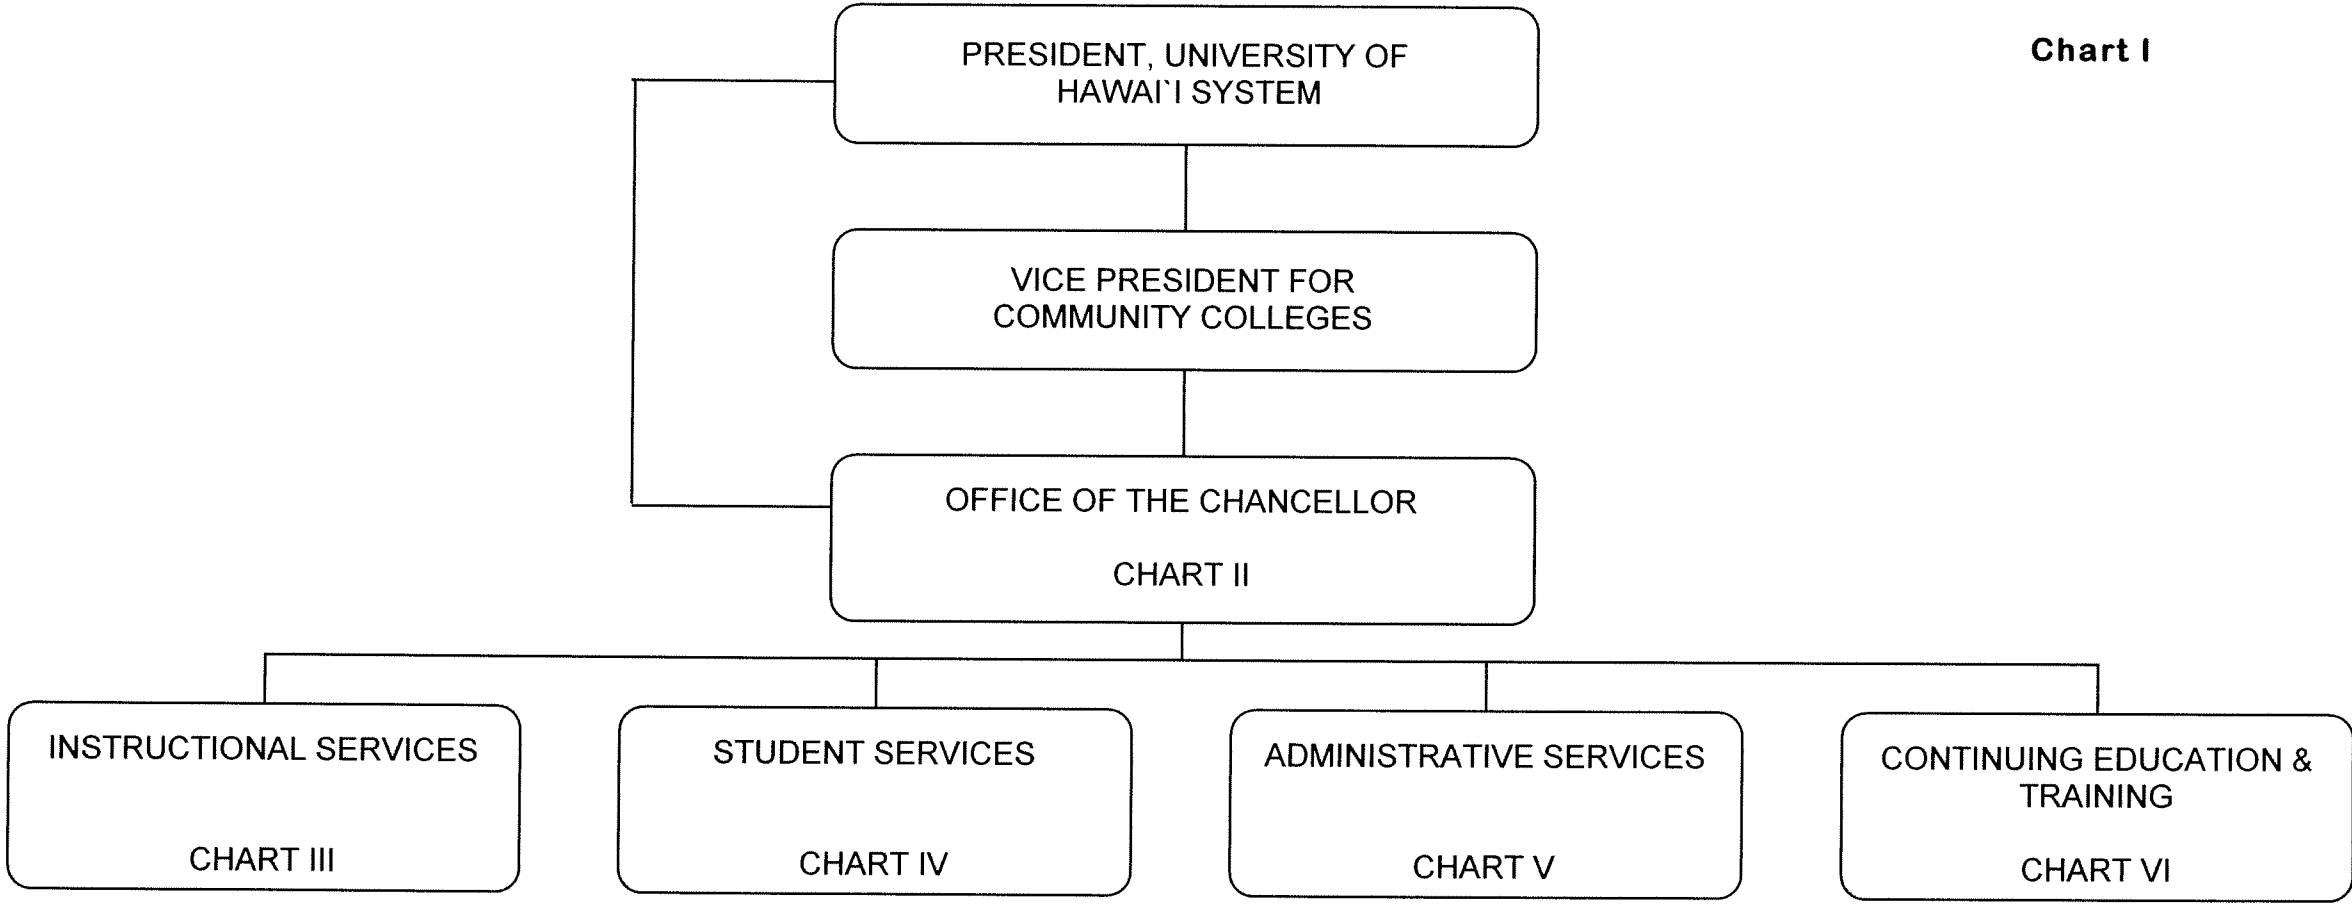 Chart I
PRESIDENT, UNIVERSITY OF
HAWAI`I SYSTEM
VICE PRESIDENT FOR
COMMUNITY COLLEGES
OFFICE OF THE CHANCELLOR
CHART II
INSTRUCTIONAL SERVICES
CHART III
STUDENT SERVICES
CHART IV
ADMINISTRATIVE SERVICES
CHART V
CONTINUING EDUCATION &
TRAINING
CHART VI